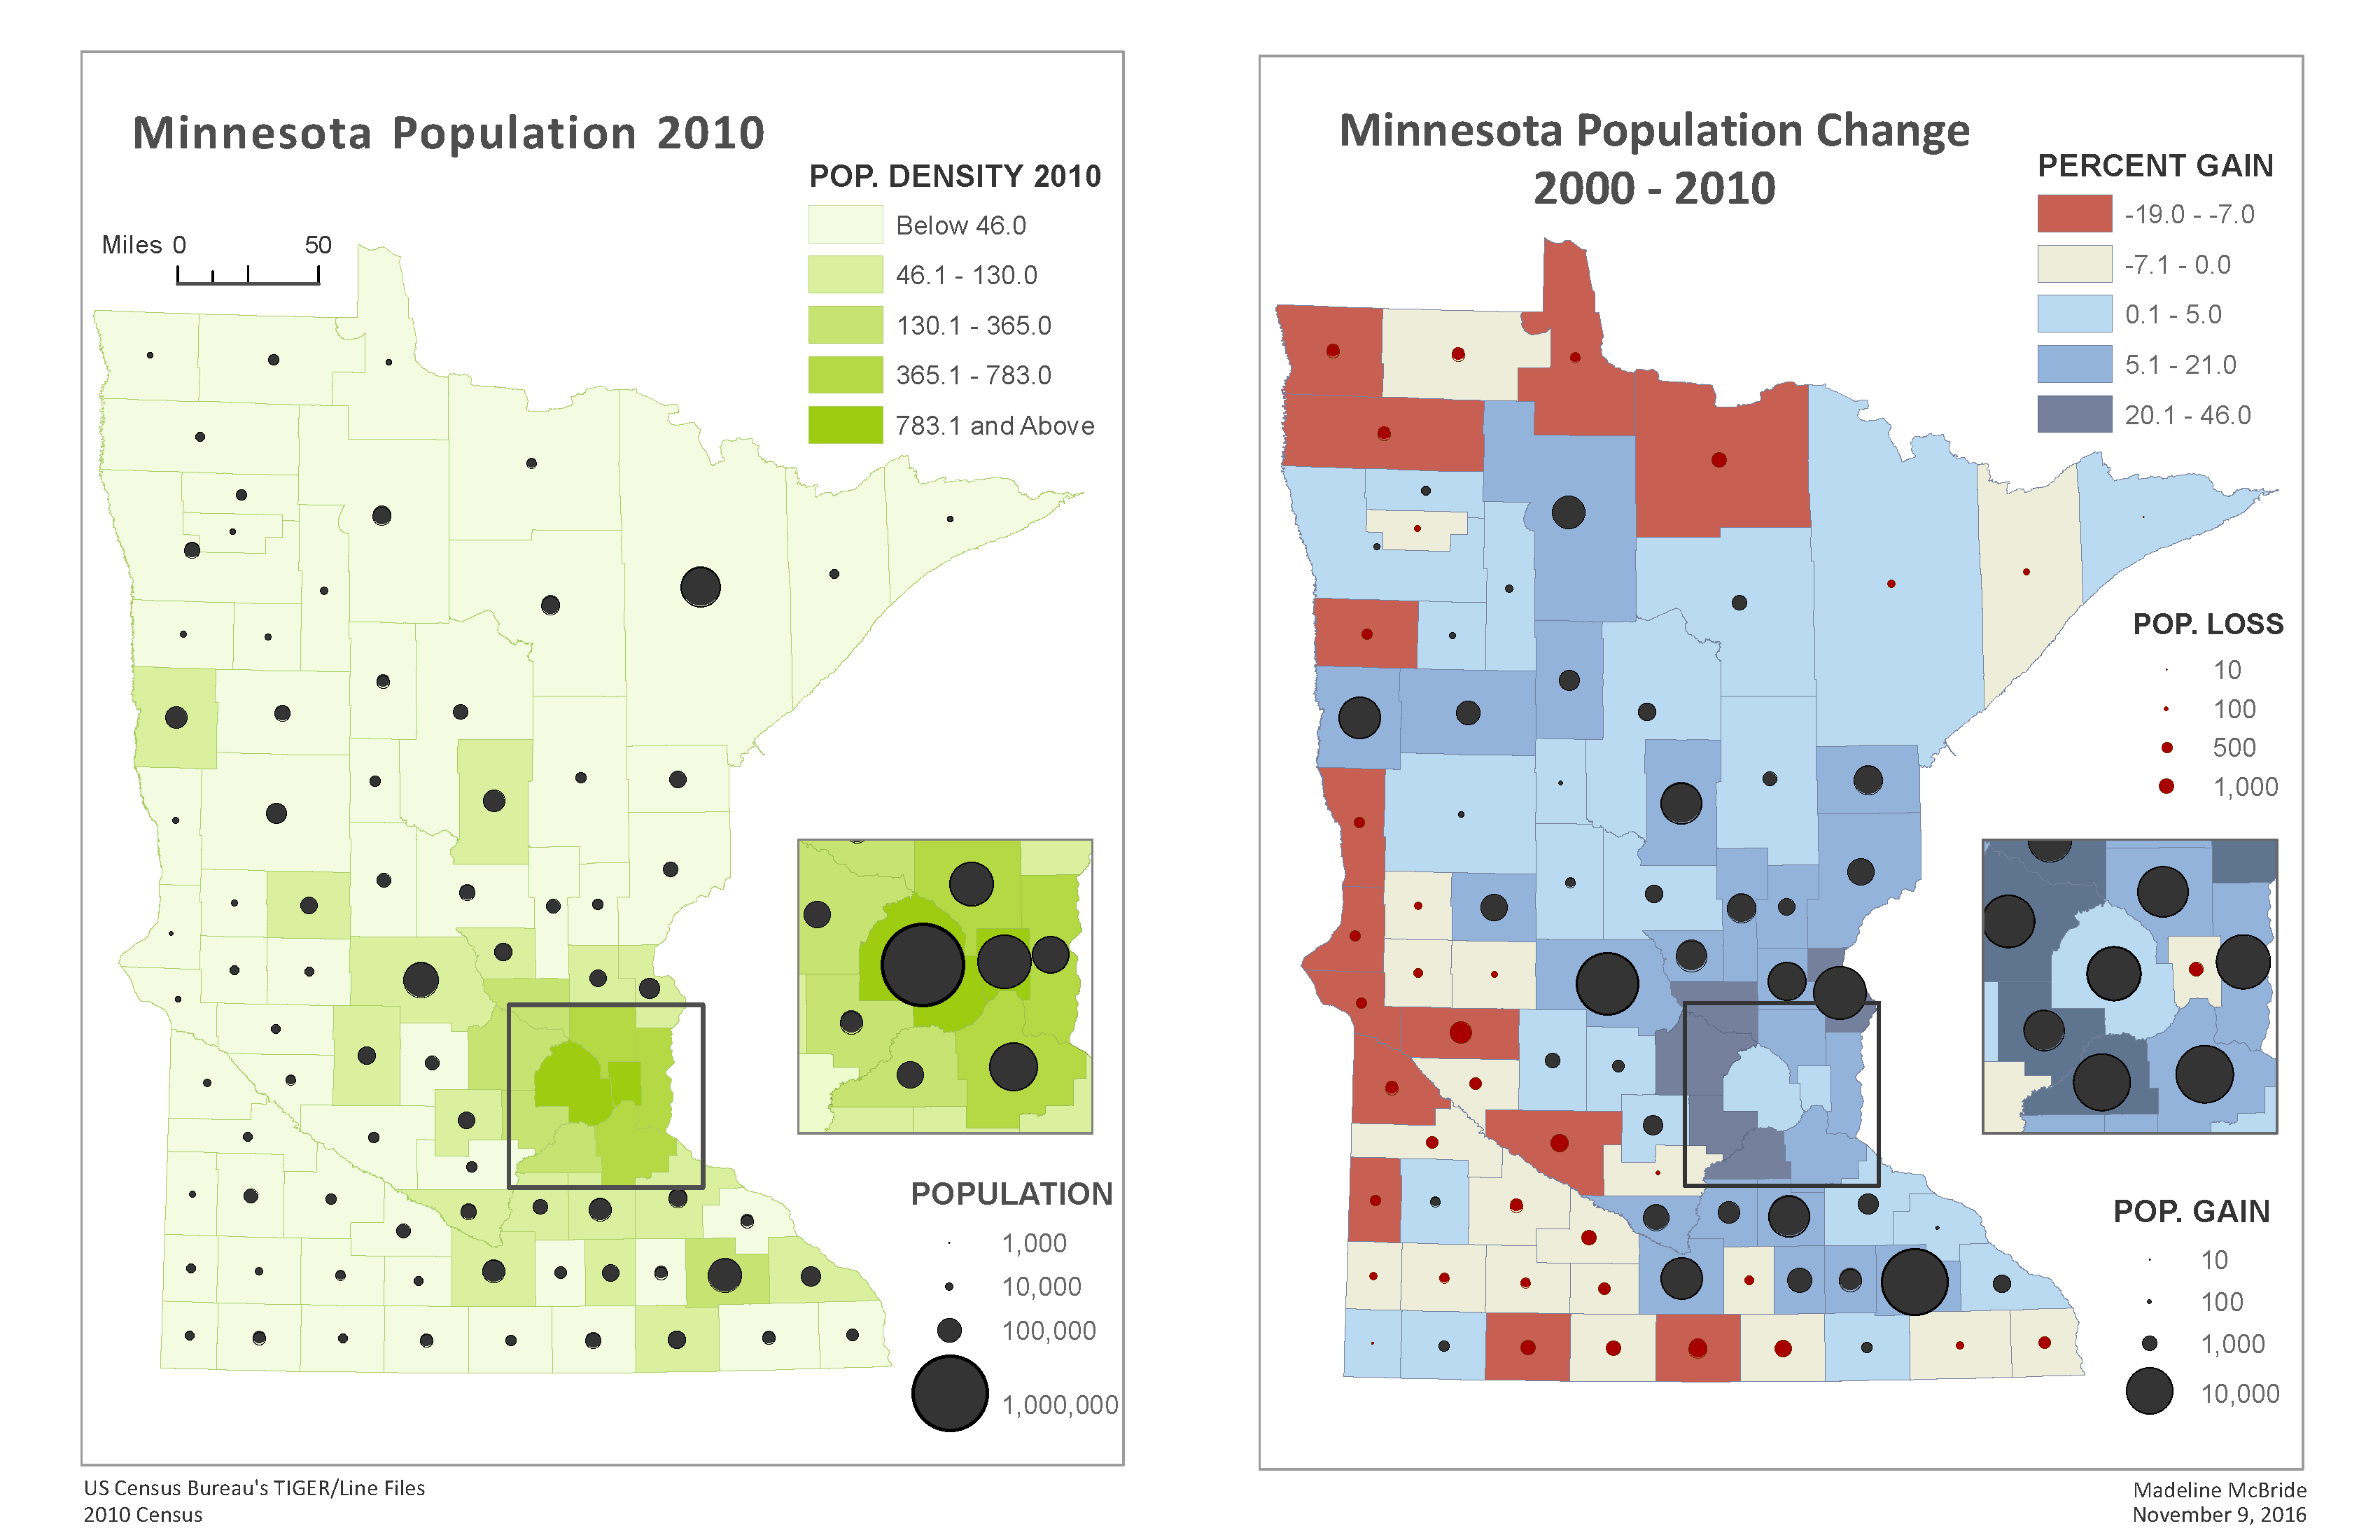 Minnesota Population 2010
POP. DENSITY 2010
Below 46.0
46.1 - 130.0
130.1 - 365.0
365.1 - 783.0
783.1 and Above
Miles 0 50
POPULATION
1,000
10,000
100,000
1,000,000
US Census Bureau's TIGER/Line Files
2010 Census
Minnesota Population Change
2000 - 2010
PERCENT GAIN
-19.0 - -7.0
-7.1 - 0.0
0.1 - 5.0
5.1 - 21.0
20.1 - 46.0
POP. LOSS
10
100
500
1,000
POP. GAIN
10
100
1,000
10,000
Madeline McBride
November 9, 2016